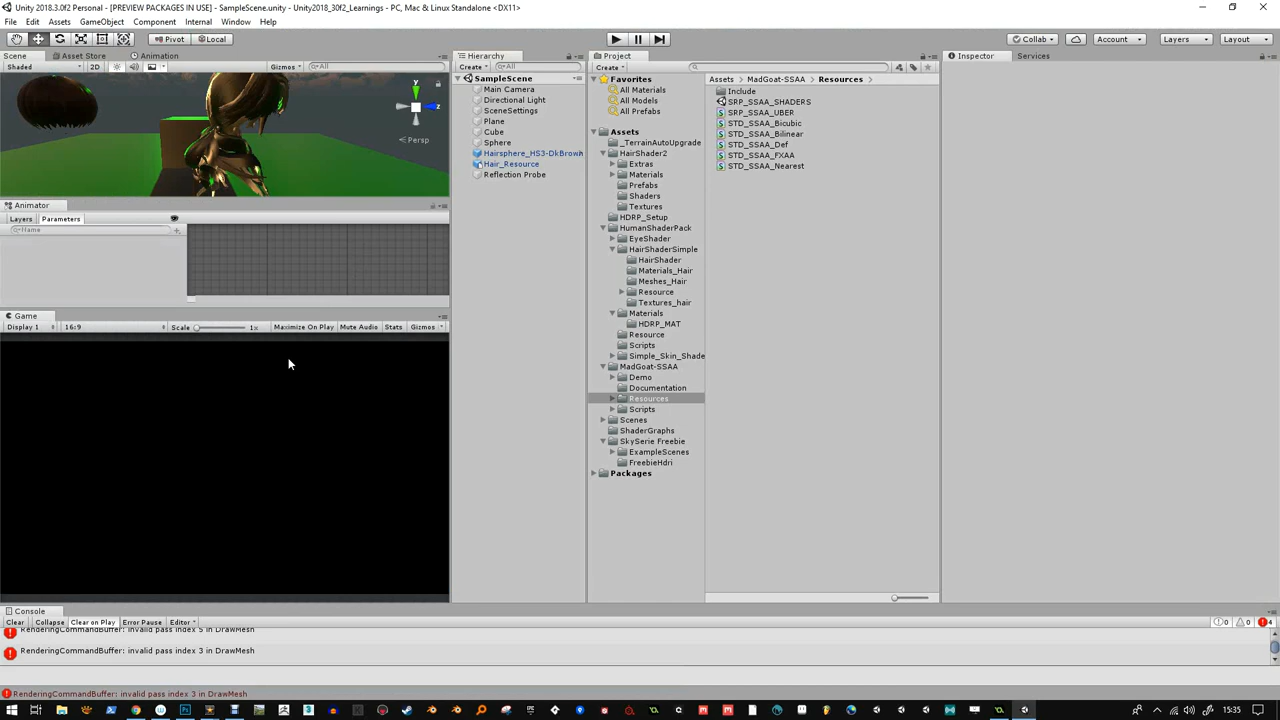 Unity 2018.3.0f2 Personal - [PREVIEW PACKAGES IN USE] - SampleScene.unity - Unity2018_30f2_Learnings - PC, Mac & Linux Standalone <DX11>
File Edit Assets GameObject Component Internal Window Help
Pivot Local Collab Account Layers Layout
Scene Asset Store Animation
Shaded 2D Gizmos All
y z
Persp
Animator
Layers Parameters
Name
Game
Display 1 16:9 Scale 1x Maximize On Play Mute Audio Stats Gizmos
Hierarchy
Create All
SampleScene
Main Camera
Directional Light
SceneSettings
Plane
Cube
Sphere
Hairsphere_HS3-DkBrown
Hair_Resource
Reflection Probe
Project
Create
Favorites
All Materials
All Models
All Prefabs
Assets
_TerrainAutoUpgrade
HairShader2
Extras
Materials
Prefabs
Shaders
Textures
HDRP_Setup
HumanShaderPack
EyeShader
HairShaderSimple
HairShader
Materials_Hair
Meshes_Hair
Resource
Textures_hair
Materials
HDRP_MAT
Resource
Scripts
Simple_Skin_Shade
MadGoat-SSAA
Demo
Documentation
Resources
Scripts
Scenes
ShaderGraphs
SkySerie Freebie
ExampleScenes
FreebieHdri
Packages
Assets MadGoat-SSAA Resources
Include
SRP_SSAA_SHADERS
SRP_SSAA_UBER
STD_SSAA_Bicubic
STD_SSAA_Bilinear
STD_SSAA_Def
STD_SSAA_FXAA
STD_SSAA_Nearest
Inspector Services
Console
Clear Collapse Clear on Play Error Pause Editor 0 0 4
RenderingCommandBuffer: invalid pass index 5 in DrawMesh
RenderingCommandBuffer: invalid pass index 3 in DrawMesh
RenderingCommandBuffer: invalid pass index 3 in DrawMesh
15:35